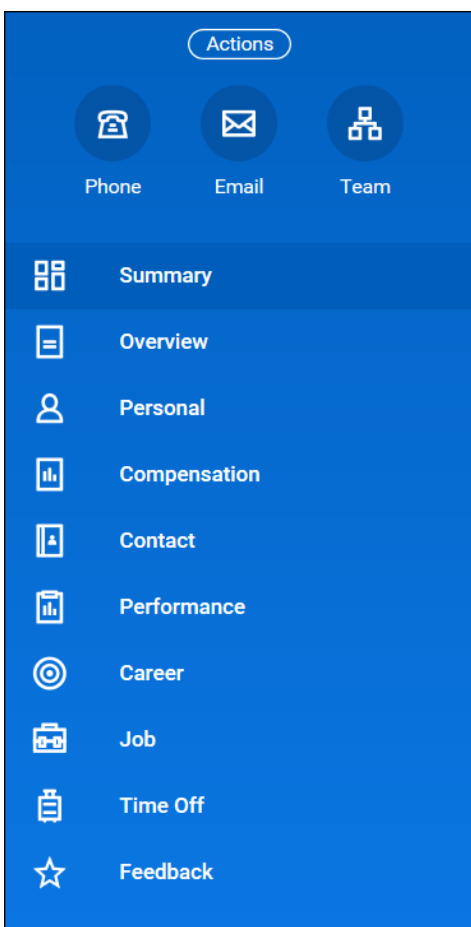 Actions
Phone Email Team
Summary
Overview
Personal
Compensation
Contact
Performance
Career
Job
Time Off
Feedback